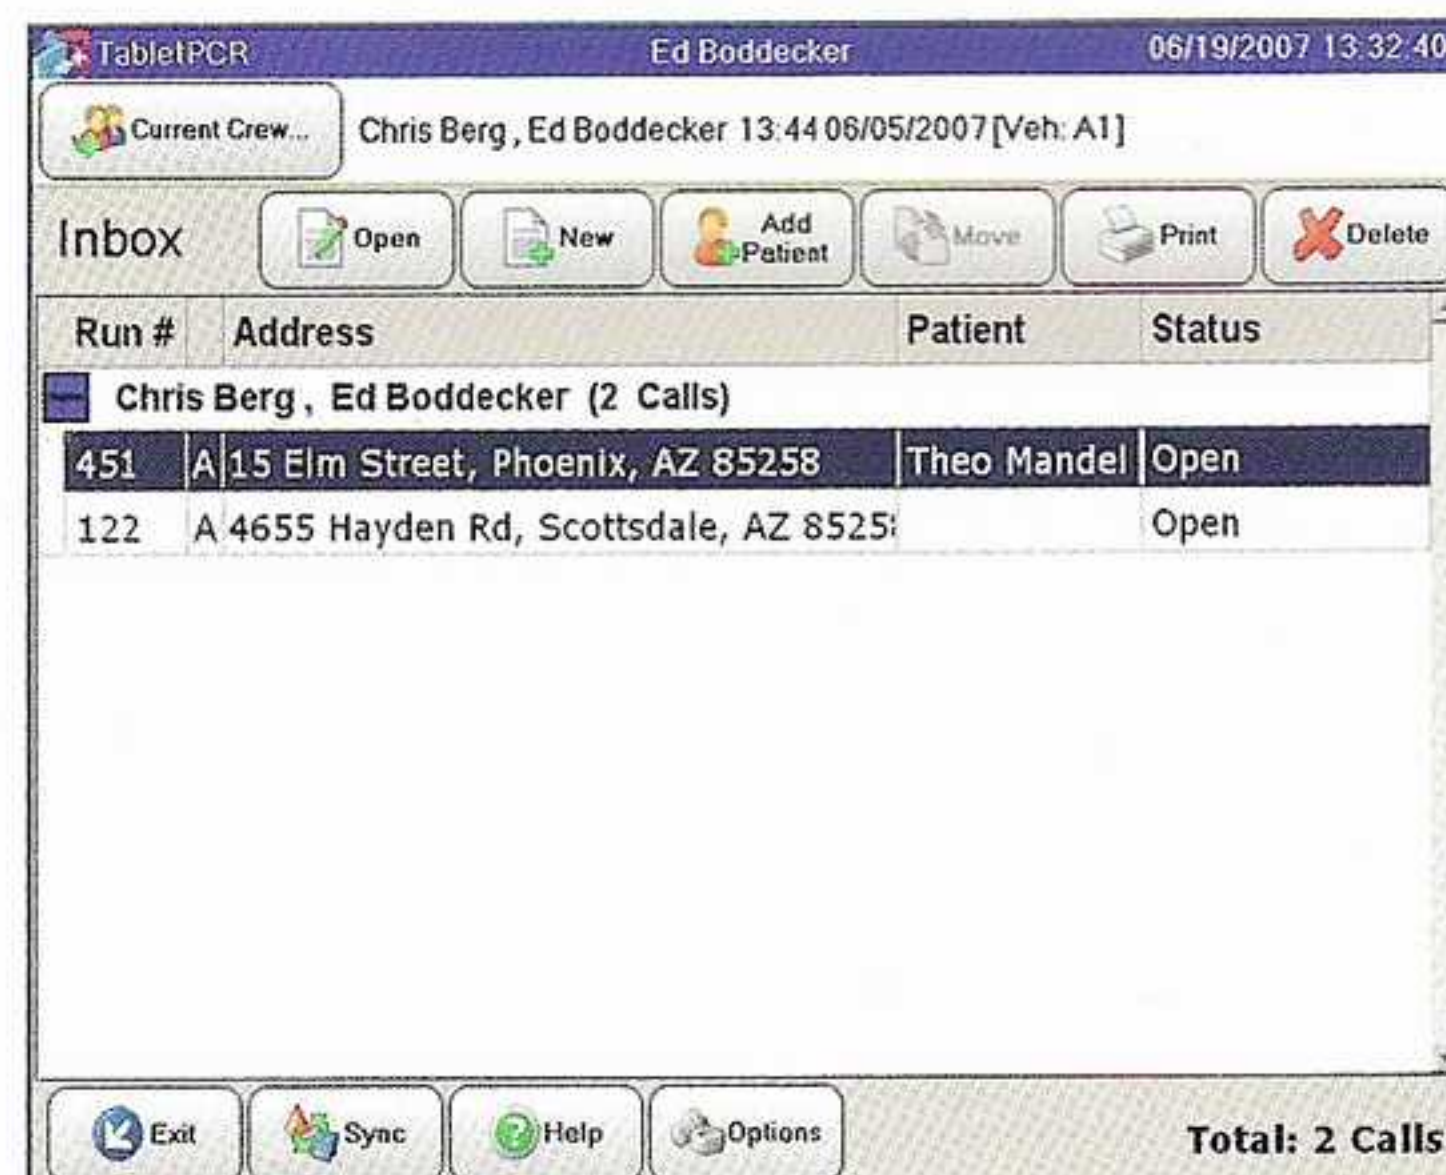 TabletPCR Ed Boddecker 06/19/2007 13:32:40
Current Crew... Chris Berg, Ed Boddecker 13:44 06/05/2007 [Veh: A1]
Inbox Open New Add Patient Move Print Delete
Run # Address Patient Status
Chris Berg, Ed Boddecker (2 Calls)
451 A 15 Elm Street, Phoenix, AZ 85258 Theo Mandel Open
122 A 4655 Hayden Rd, Scottsdale, AZ 8525 Open
Exit Sync Help Options Total: 2 Calls